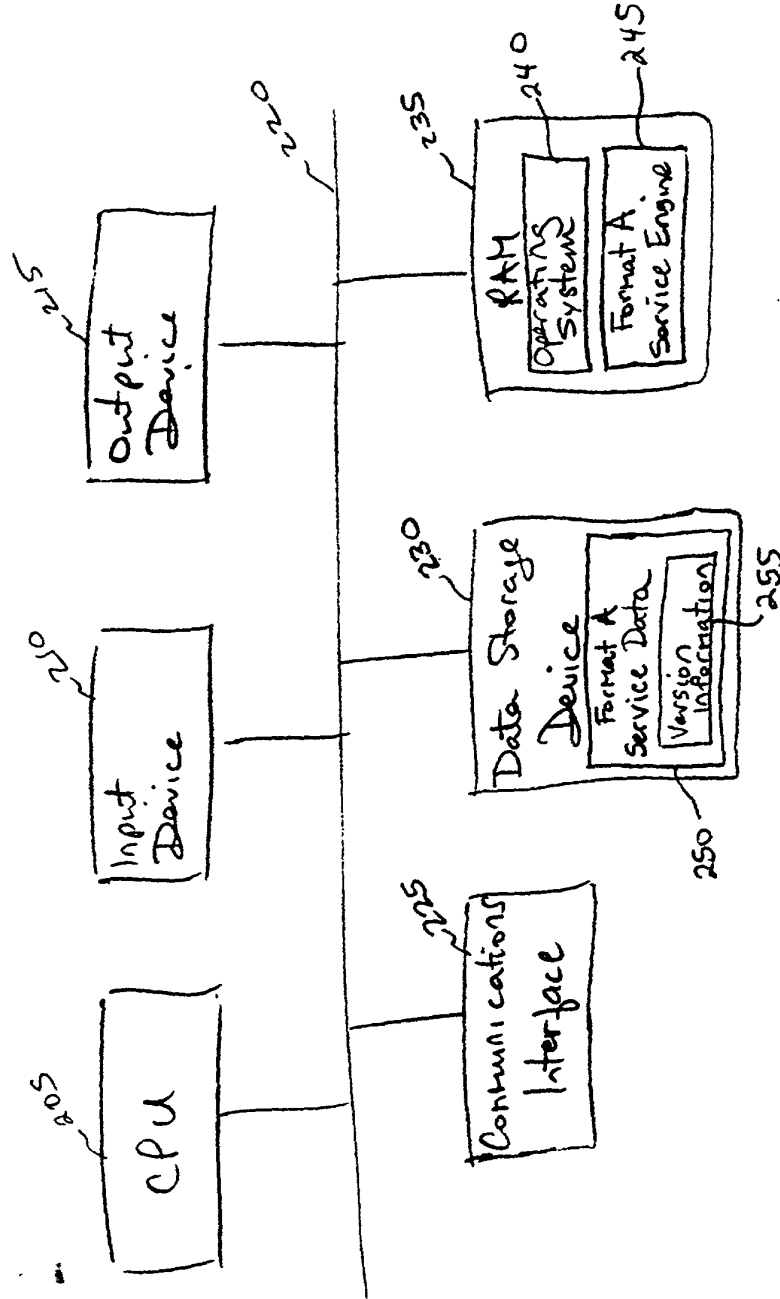 205
CPU
210
Input
Device
215
Output
Device
220
225
Communications
Interface
230
Data Storage
Device
Format A
Service Data
Version
Information
250
255
235
RAM
Operating
System
240
Format A
Service Engine
245